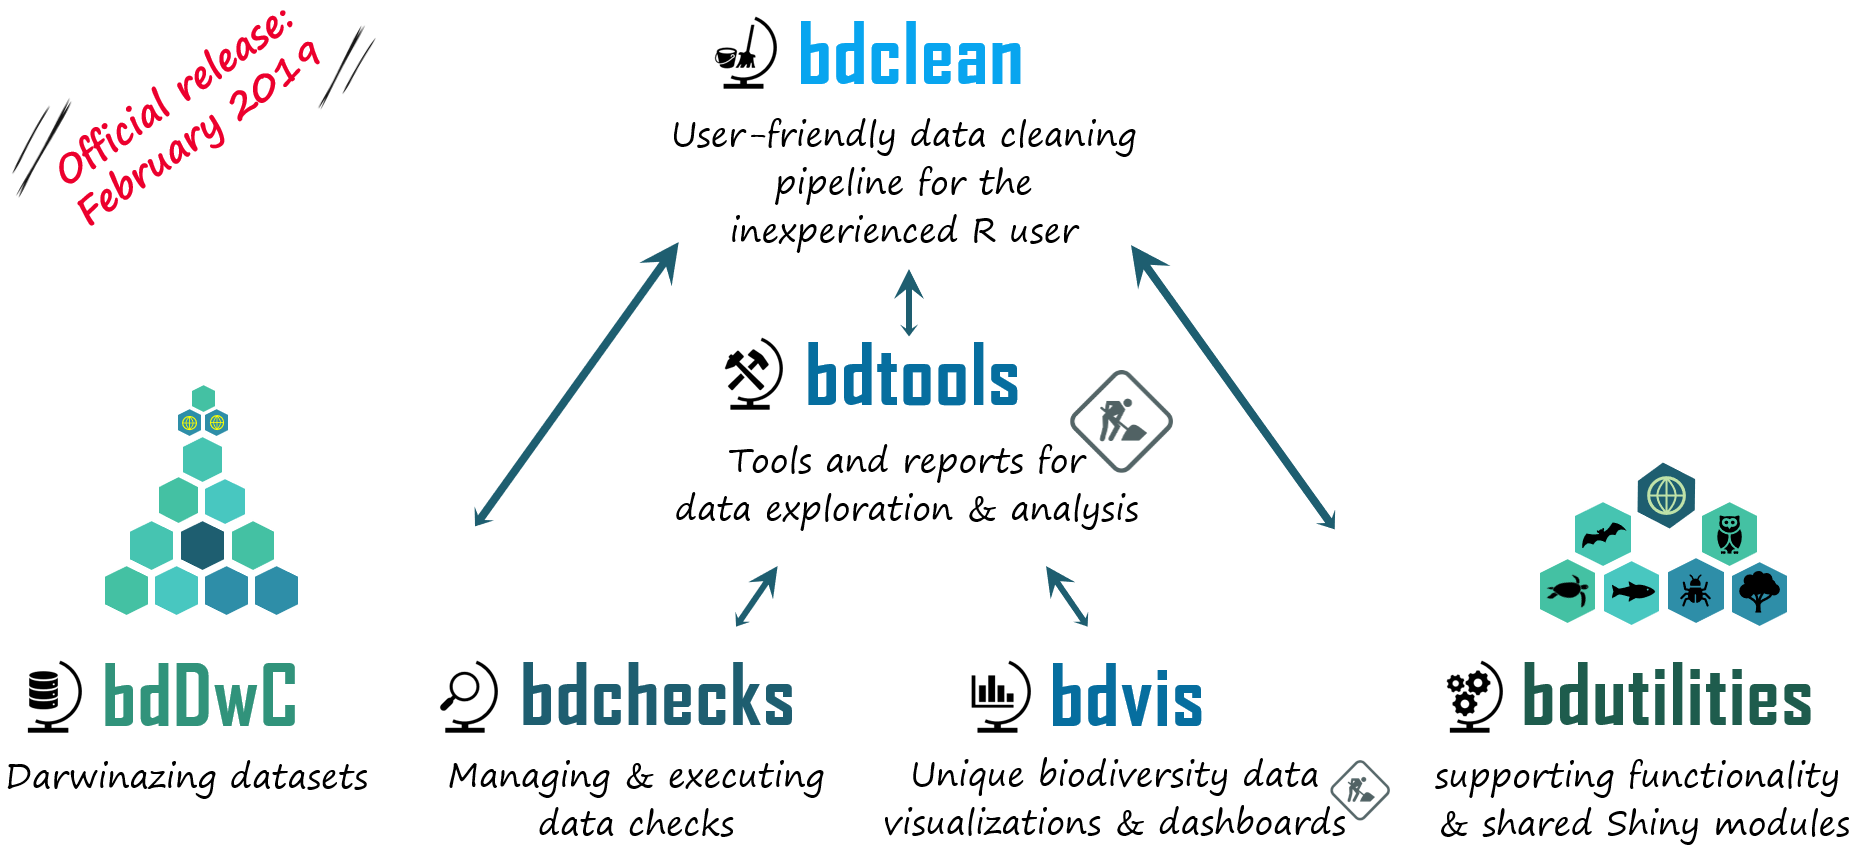 Official release:
February 2019
bdclean
User-friendly data cleaning
pipeline for the
inexperienced R user
bdtools
Tools and reports for
data exploration & analysis
bdDwC
Darwinazing datasets
bdchecks
Managing & executing
data checks
bdvis
Unique biodiversity data
visualizations & dashboards
bdutilities
supporting functionality
& shared Shiny modules